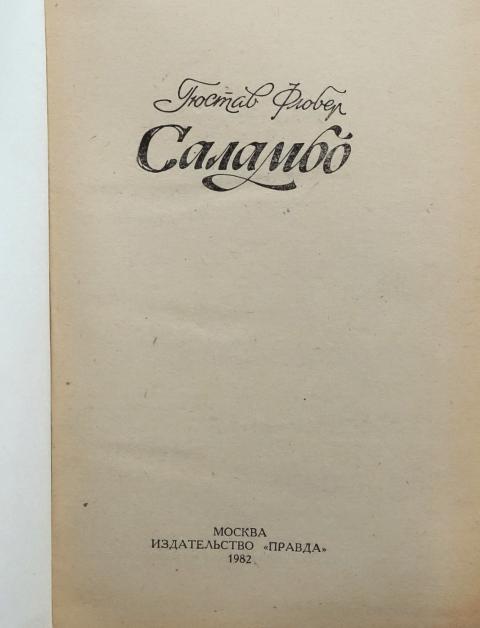 Гюстав Флобер
Саламбо́
МОСКВА
ИЗДАТЕЛЬСТВО «ПРАВДА»
1982